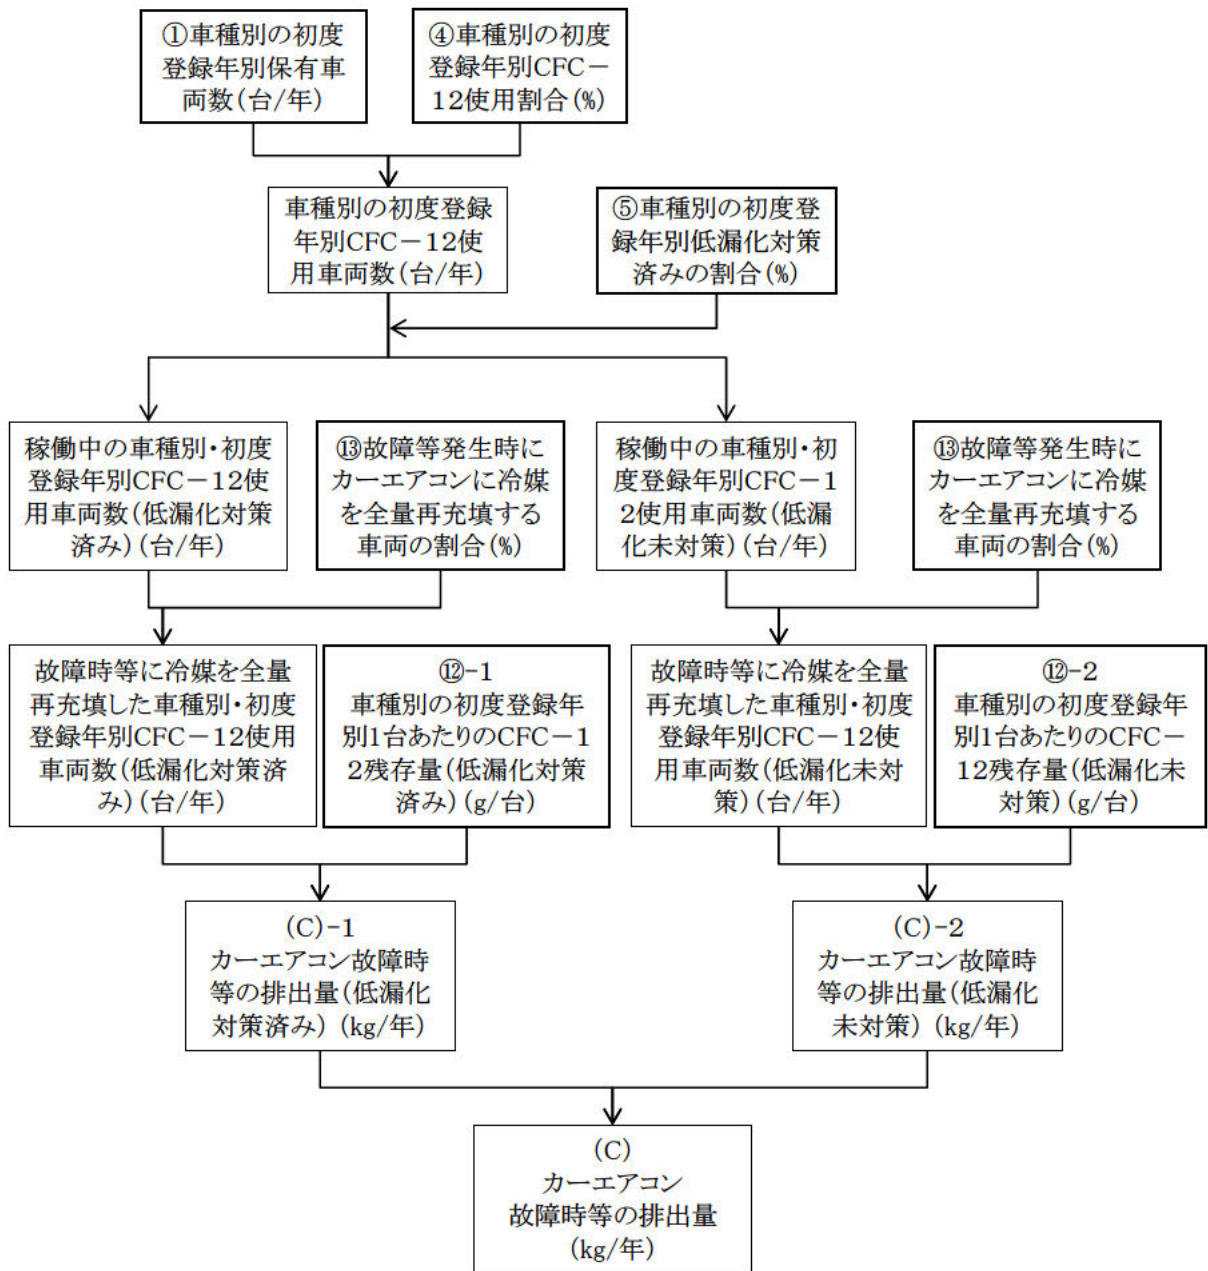 ①車種別の初度
登録年別保有車
両数(台/年)
④車種別の初度
登録年別CFC－
12使用割合(%)
車種別の初度登録
年別CFC－12使
用車両数(台/年)
⑤車種別の初度登
録年別低漏化対策
済みの割合(%)
稼働中の車種別・初度
登録年別CFC－12使
用車両数(低漏化対策
済み)(台/年)
⑬故障等発生時に
カーエアコンに冷媒
を全量再充填する
車両の割合(%)
稼働中の車種別・初
度登録年別CFC－1
2使用車両数(低漏
化未対策)(台/年)
⑬故障等発生時に
カーエアコンに冷媒
を全量再充填する
車両の割合(%)
故障時等に冷媒を全量
再充填した車種別・初度
登録年別CFC－12使用
車両数(低漏化対策済
み)(台/年)
⑫-1
車種別の初度登録年
別1台あたりのCFC－1
2残存量(低漏化対策
済み)(g/台)
故障時等に冷媒を全量
再充填した車種別・初度
登録年別CFC－12使
用車両数(低漏化未対
策)(台/年)
⑫-2
車種別の初度登録年
別1台あたりのCFC－
12残存量(低漏化未
対策)(g/台)
(C)-1
カーエアコン故障時
等の排出量(低漏化
対策済み) (kg/年)
(C)-2
カーエアコン故障時
等の排出量(低漏化
未対策) (kg/年)
(C)
カーエアコン
故障時等の排出量
(kg/年)